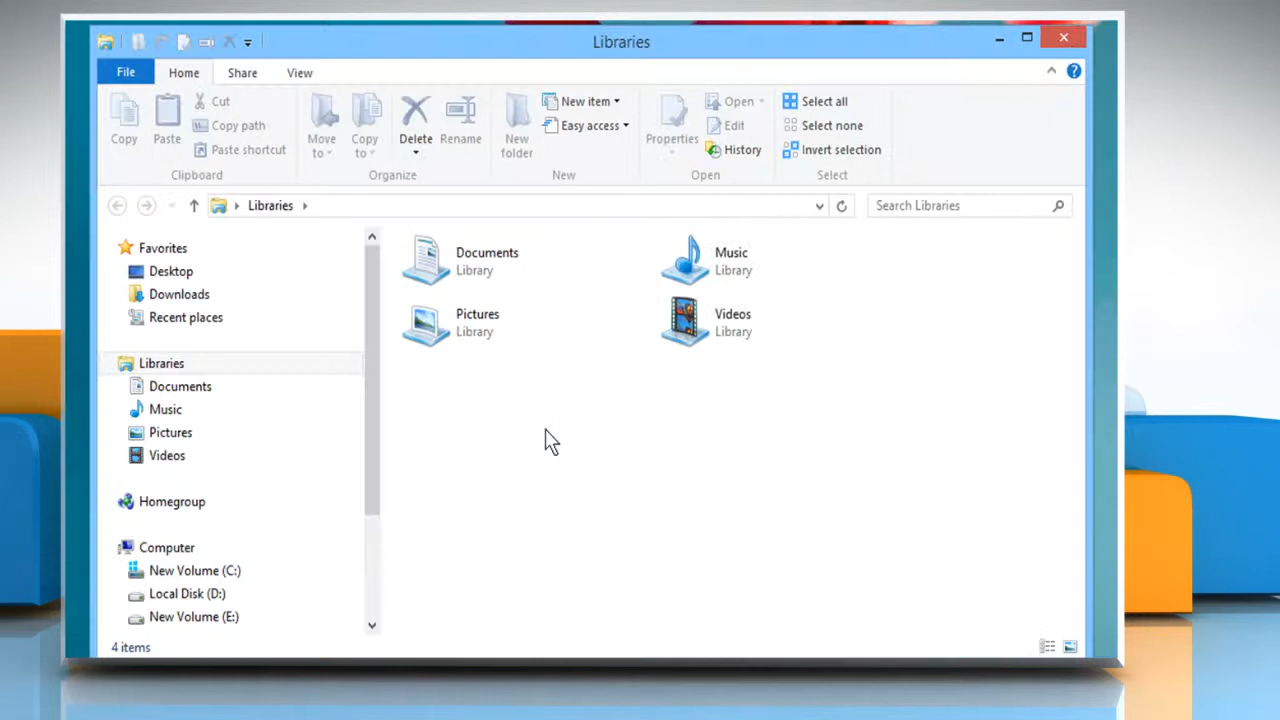 Libraries
File Home Share View
Copy
Paste
Cut
Copy path
Paste shortcut
Clipboard
Move to
Copy to
Delete
Rename
Organize
New folder
New item
Easy access
New
Properties
Open
Edit
History
Open
Select all
Select none
Invert selection
Select
Libraries
Search Libraries
Favorites
Desktop
Downloads
Recent places
Libraries
Documents
Music
Pictures
Videos
Homegroup
Computer
New Volume (C:)
Local Disk (D:)
New Volume (E:)
Documents
Library
Music
Library
Pictures
Library
Videos
Library
4 items